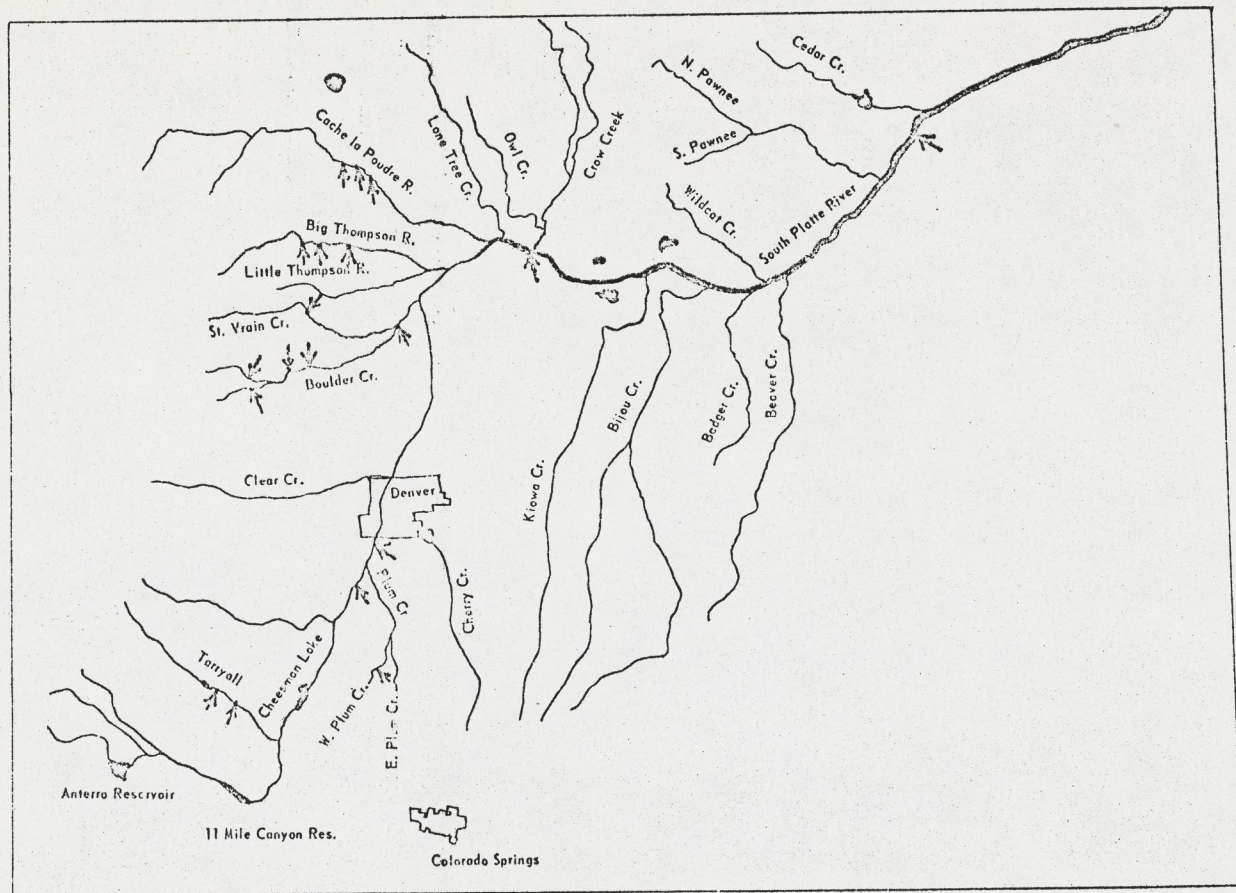 Cedar Cr.
N. Pawnee
S. Pawnee
Crow Creek
Owl Cr.
Lone Tree Cr.
Cache la Poudre R.
Wildcat Cr.
South Platte River
Big Thompson R.
Little Thompson R.
St. Vrain Cr.
Boulder Cr.
Bijou Cr.
Badger Cr.
Beaver Cr.
Kiowa Cr.
Clear Cr.
Denver
Plum Cr
Cherry Cr.
Tarryall
Cheesman Lake
W. Plum Cr.
E. Plum Cr.
Anterro Reservoir
11 Mile Canyon Res.
Colorado Springs